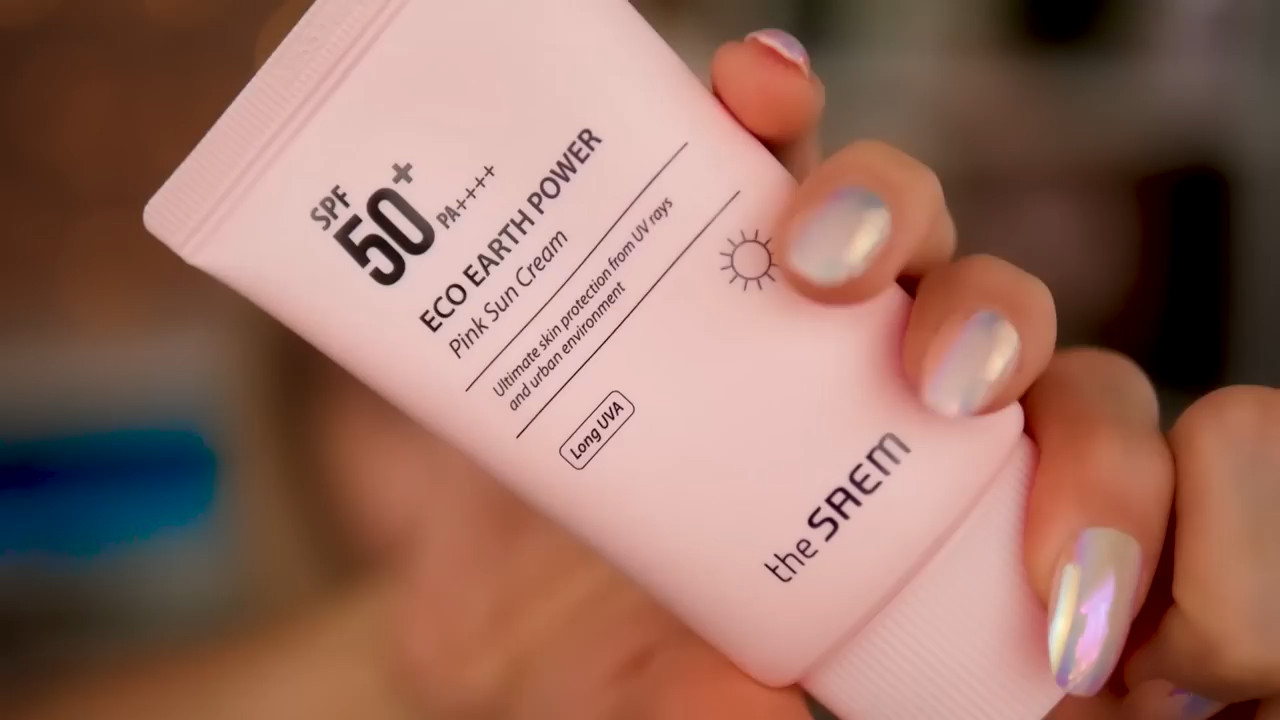 SPF
50+
PA++++
ECO EARTH POWER
Pink Sun Cream
Ultimate skin protection from UV rays
and urban environment
Long UVA
the SAEM